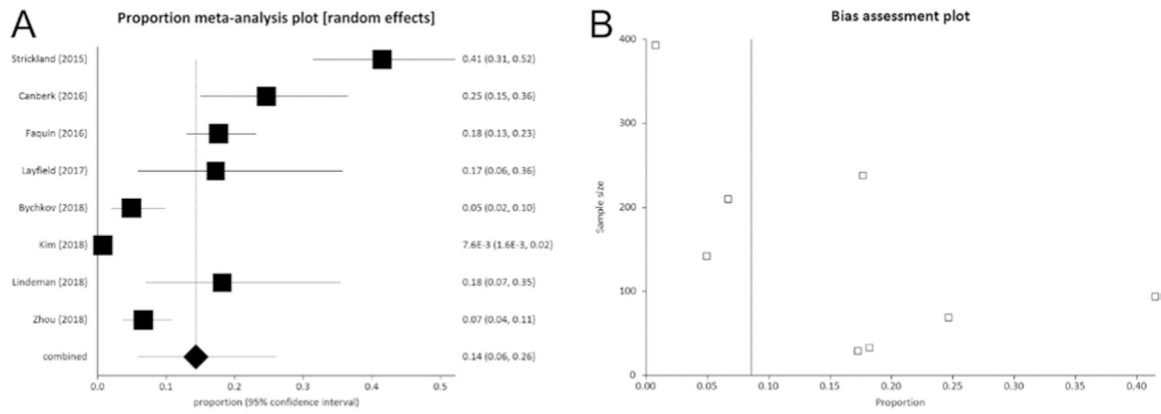 A
Proportion meta-analysis plot [random effects]
Strickland (2015) 0.41 (0.31, 0.52)
Canberk (2016) 0.25 (0.15, 0.36)
Faquin (2016) 0.18 (0.13, 0.23)
Layfield (2017) 0.17 (0.06, 0.36)
Bychkov (2018) 0.05 (0.02, 0.10)
Kim (2018) 7.6E-3 (1.6E-3, 0.02)
Lindeman (2018) 0.18 (0.07, 0.35)
Zhou (2018) 0.07 (0.04, 0.11)
combined 0.14 (0.06, 0.26)
0.0 0.1 0.2 0.3 0.4 0.5
proportion (95% confidence interval)
B
Bias assessment plot
400
300
200
100
0
Sample size
0.00 0.05 0.10 0.15 0.20 0.25 0.30 0.35 0.40
Proportion